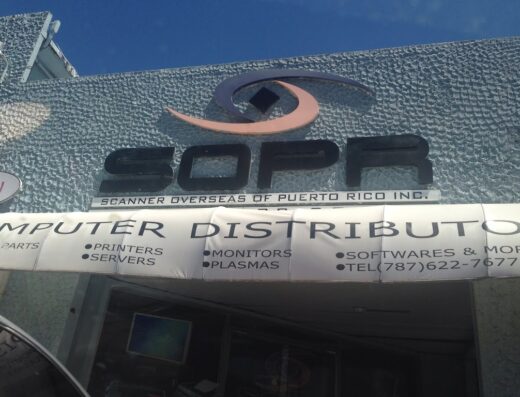 SOPR
SCANNER OVERSEAS OF PUERTO RICO INC.
MPUTER DISTRIBUTO
PARTS •PRINTERS •MONITORS •SOFTWARES & MOR
•SERVERS •PLASMAS •TEL(787)622-7677